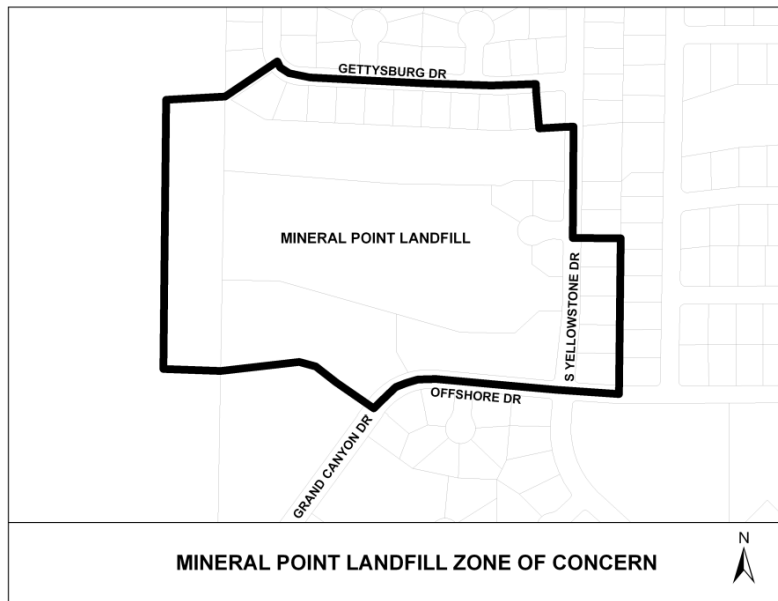 GETTYSBURG DR
MINERAL POINT LANDFILL
S YELLOWSTONE DR
OFFSHORE DR
GRAND CANYON DR
MINERAL POINT LANDFILL ZONE OF CONCERN
N